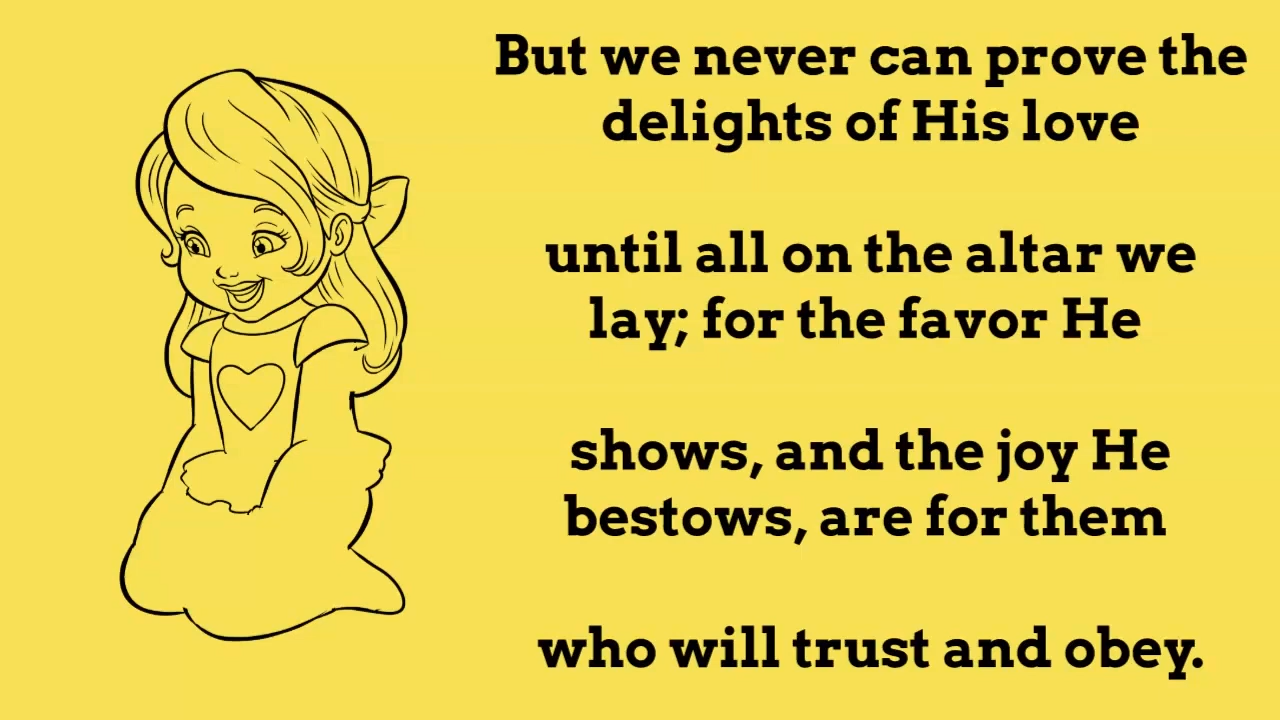 But we never can prove the
delights of His love
until all on the altar we
lay; for the favor He
shows, and the joy He
bestows, are for them
who will trust and obey.